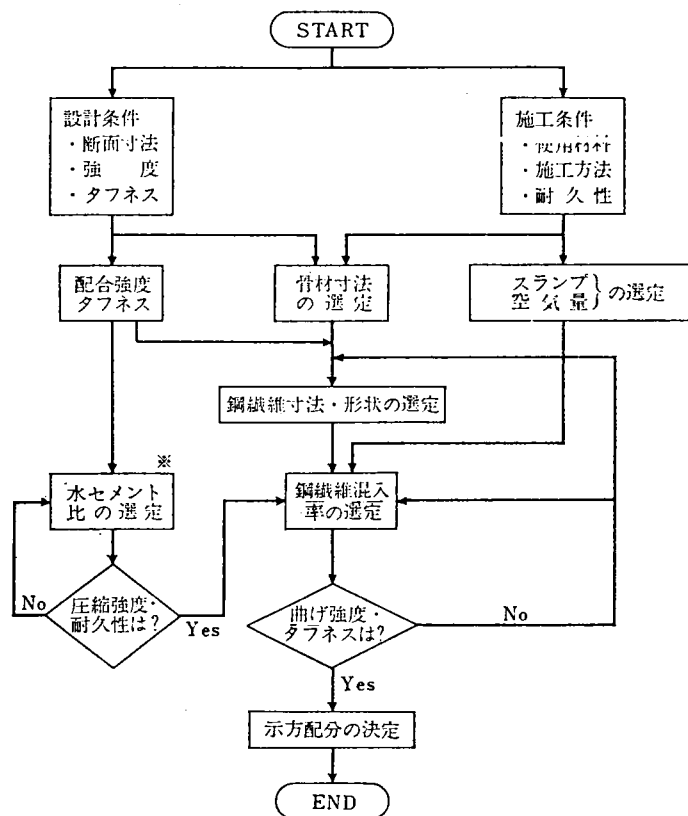 START
設計条件
・断面寸法
・強　度
・タフネス
施工条件
・使用材料
・施工方法
・耐久性
配合強度
タフネス
骨材寸法
の選定
スランプ
空気量
}の選定
鋼繊維寸法・形状の選定
※
水セメント
比の選定
鋼繊維混入
率の選定
No
圧縮強度・
耐久性は?
Yes
曲げ強度・
タフネスは?
No
Yes
示方配分の決定
END